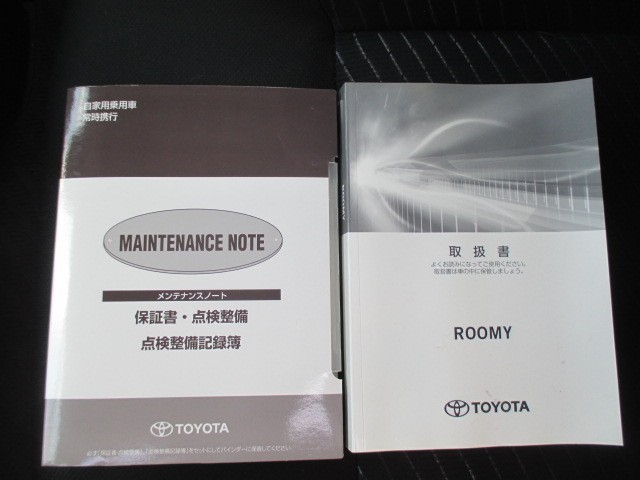 自家用乗用車
常時携行
MAINTENANCE NOTE
メンテナンスノート
保証書・点検整備
点検整備記録簿
TOYOTA
ROOMY
取扱書
よくお読みになってご使用ください。
取扱書は車の中に保管しましょう。
ROOMY
TOYOTA